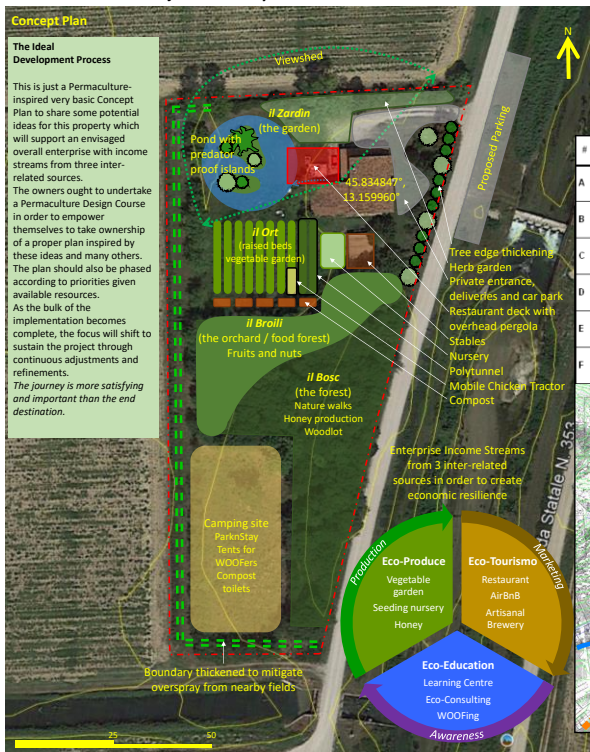 Concept Plan
The Ideal
Development Process
This is just a Permaculture-
inspired very basic Concept
Plan to share some potential
ideas for this property which
will support an envisaged
overall enterprise with income
streams from three inter-
related sources.
The owners ought to undertake
a Permaculture Design Course
in order to empower
themselves to take ownership
of a proper plan inspired by
these ideas and many others.
The plan should also be phased
according to priorities given
available resources.
As the bulk of the
implementation becomes
complete, the focus will shift to
sustain the project through
continuous adjustments and
refinements.
The journey is more satisfying
and important than the end
destination.
Viewshed
N
il Zardin
(the garden)
Pond with
predator
proof islands
45.834847°,
13.159960°
Proposed Parking
il Ort
(raised beds
vegetable garden)
Tree edge thickening
Herb garden
Private entrance,
deliveries and car park
Restaurant deck with
overhead pergola
Stables
Nursery
Polytunnel
Mobile Chicken Tractor
Compost
il Broili
(the orchard / food forest)
Fruits and nuts
il Bosc
(the forest)
Nature walks
Honey production
Woodlot
Camping site
ParknStay
Tents for
WOOFers
Compost
toilets
Boundary thickened to mitigate
overspray from nearby fields
Enterprise Income Streams
from 3 inter-related
sources in order to create
economic resilience
Production
Marketing
Awareness
Eco-Produce
Vegetable
garden
Seeding nursery
Honey
Eco-Tourismo
Restaurant
AirBnB
Artisanal
Brewery
Eco-Education
Learning Centre
Eco-Consulting
WOOFing
Statale N. 353
25
50
#
A
B
C
D
E
F